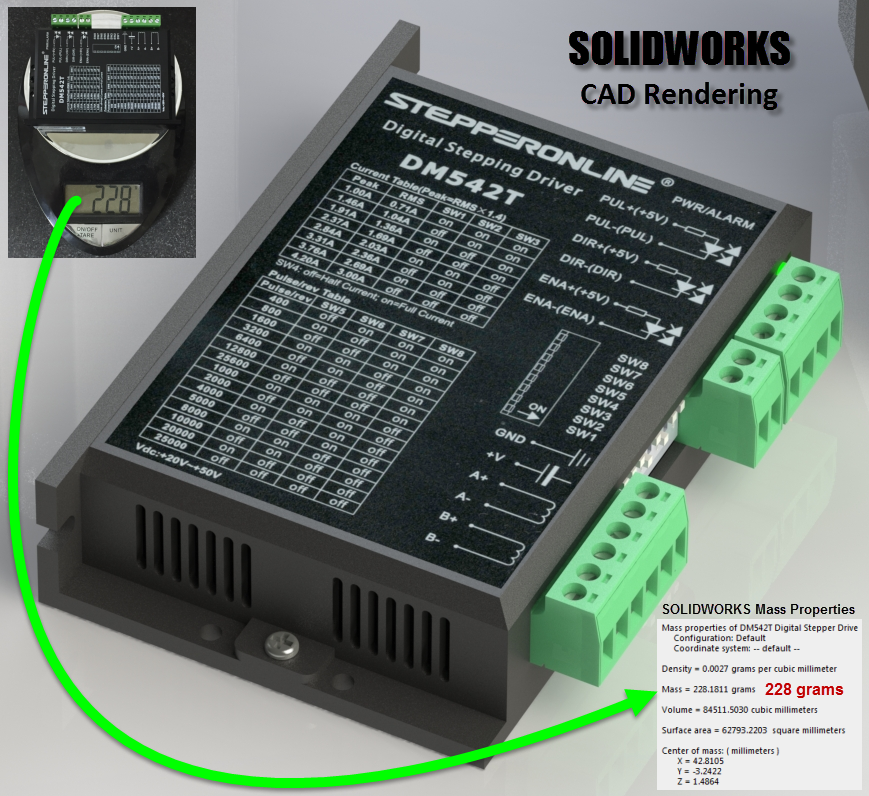 SOLIDWORKS
CAD Rendering
STEPPERONLINE
Digital Stepping Driver
DM542T
228
ON/OFF
/TARE
UNIT
STEPPERONLINE®
Digital Stepping Driver
DM542T
Current Table(Peak=RMS×1.4)
Peak RMS SW1 SW2 SW3
1.00A 0.71A on on on
1.46A 1.04A off on on
1.91A 1.36A on off on
2.37A 1.69A off off on
2.84A 2.03A on on off
3.31A 2.36A off on off
3.76A 2.69A on off off
4.20A 3.00A off off off
SW4: off=Half Current; on=Full Current
Pulse/rev Table
Pulse/rev SW5 SW6 SW7 SW8
400 off on on on
800 on off on on
1600 off off on on
3200 on on off on
6400 off on off on
12800 on off off on
25600 off off off on
1000 on on on off
2000 off on on off
4000 on off on off
5000 off off on off
8000 on on off off
10000 off on off off
20000 on off off off
25000 off off off off
Vdc:+20V~+50V
PWR/ALARM
PUL+(+5V)
PUL-(PUL)
DIR+(+5V)
DIR-(DIR)
ENA+(+5V)
ENA-(ENA)
ON
SW8
SW7
SW6
SW5
SW4
SW3
SW2
SW1
GND
+V
A+
A-
B+
B-
SOLIDWORKS Mass Properties
Mass properties of DM542T Digital Stepper Drive
Configuration: Default
Coordinate system: -- default --
Density = 0.0027 grams per cubic millimeter
Mass = 228.1811 grams 228 grams
Volume = 84511.5030 cubic millimeters
Surface area = 62793.2203 square millimeters
Center of mass: ( millimeters )
X = 42.8105
Y = -3.2422
Z = 1.4864